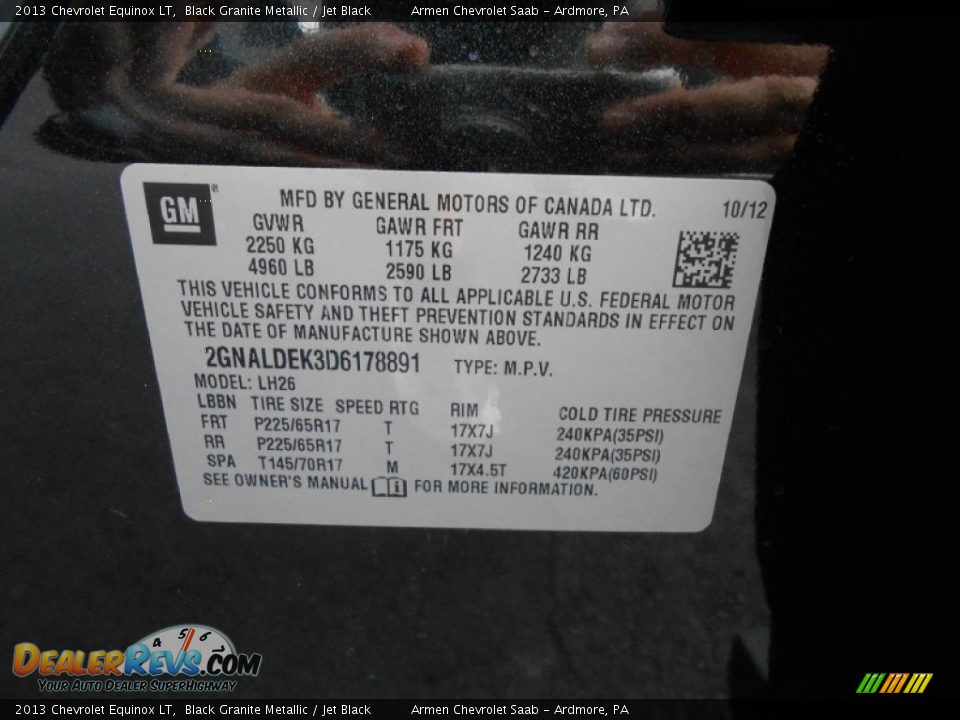 2013 Chevrolet Equinox LT, Black Granite Metallic / Jet Black Armen Chevrolet Saab - Ardmore, PA
GM®
MFD BY GENERAL MOTORS OF CANADA LTD. 10/12
GVWR GAWR FRT GAWR RR
2250 KG 1175 KG 1240 KG
4960 LB 2590 LB 2733 LB
THIS VEHICLE CONFORMS TO ALL APPLICABLE U.S. FEDERAL MOTOR
VEHICLE SAFETY AND THEFT PREVENTION STANDARDS IN EFFECT ON
THE DATE OF MANUFACTURE SHOWN ABOVE.
2GNALDEK3D6178891 TYPE: M.P.V.
MODEL: LH26
LBBN TIRE SIZE SPEED RTG RIM COLD TIRE PRESSURE
FRT P225/65R17 T 17X7J 240KPA(35PSI)
RR P225/65R17 T 17X7J 240KPA(35PSI)
SPA T145/70R17 M 17X4.5T 420KPA(60PSI)
SEE OWNER'S MANUAL FOR MORE INFORMATION.
4 5 6
DealerRevs.com
Your Auto Dealer SuperHighway
2013 Chevrolet Equinox LT, Black Granite Metallic / Jet Black Armen Chevrolet Saab - Ardmore, PA